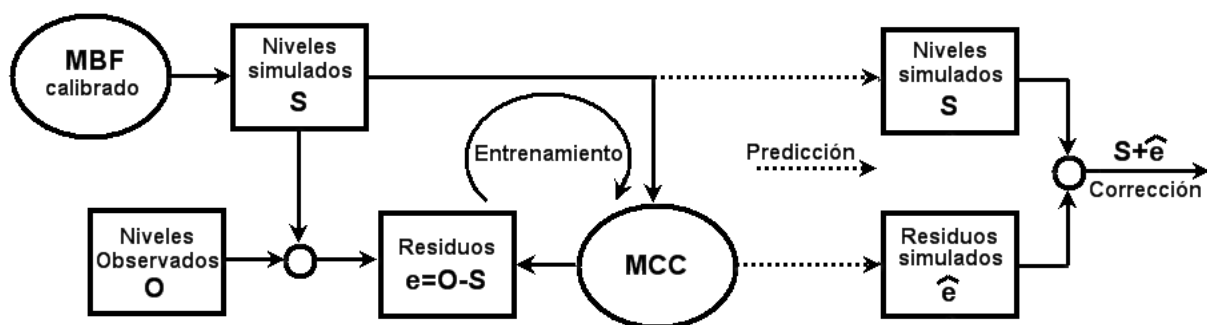 MBF
calibrado
Niveles
simulados
S
Niveles
simulados
S
Entrenamiento
Predicción
S+ê
Corrección
Niveles
Observados
O
Residuos
e=O-S
MCC
Residuos
simulados
ê